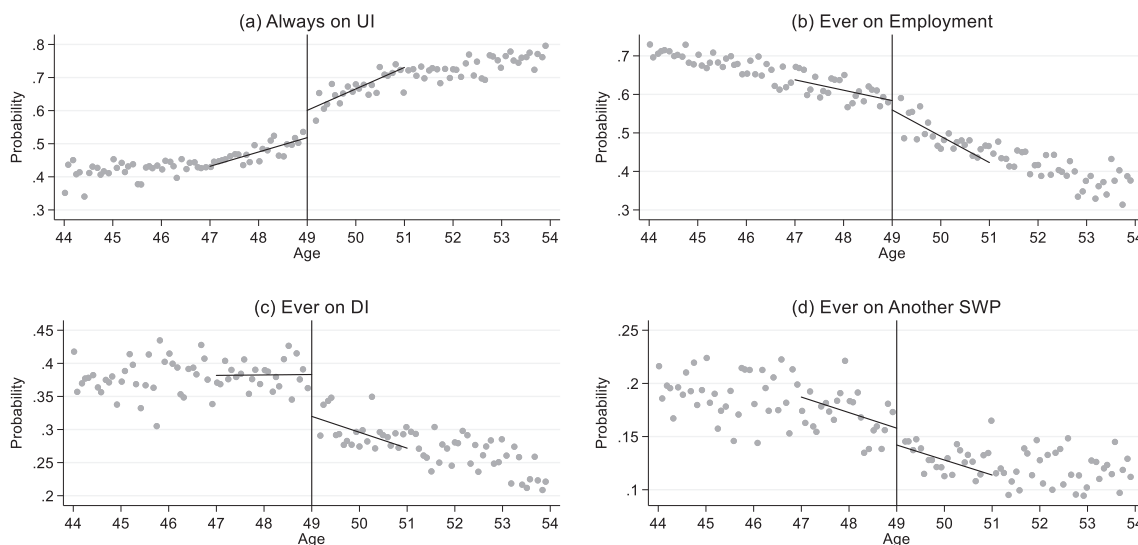 (a) Always on UI
Probability
.8
.7
.6
.5
.4
.3
44 45 46 47 48 49 50 51 52 53 54
Age
(b) Ever on Employment
Probability
.7
.6
.5
.4
.3
44 45 46 47 48 49 50 51 52 53 54
Age
(c) Ever on DI
Probability
.45
.4
.35
.3
.25
.2
44 45 46 47 48 49 50 51 52 53 54
Age
(d) Ever on Another SWP
Probability
.25
.2
.15
.1
44 45 46 47 48 49 50 51 52 53 54
Age